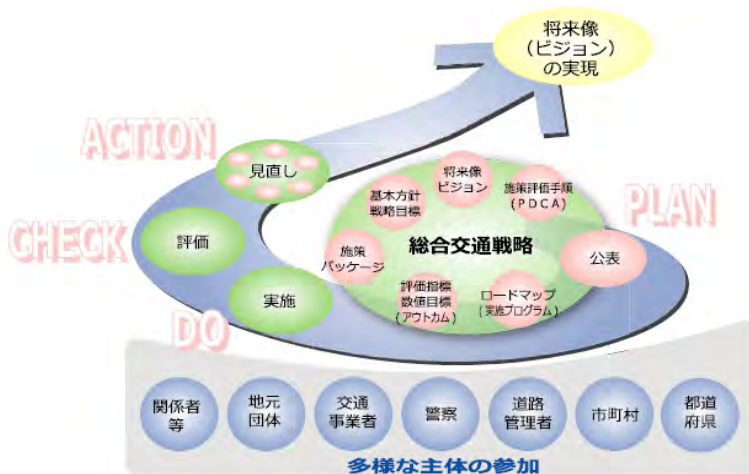 将来像
(ビジョン)
の実現
ACTION
見直し
将来像
ビジョン
基本方針
戦略目標
施策評価手順
(PDCA)
PLAN
CHECK
評価
施策
パッケージ
総合交通戦略
公表
実施
評価指標
数値目標
(アウトカム)
ロードマップ
(実施プログラム)
DO
関係者
等
地元
団体
交通
事業者
警察
道路
管理者
市町村
都道
府県
多様な主体の参加